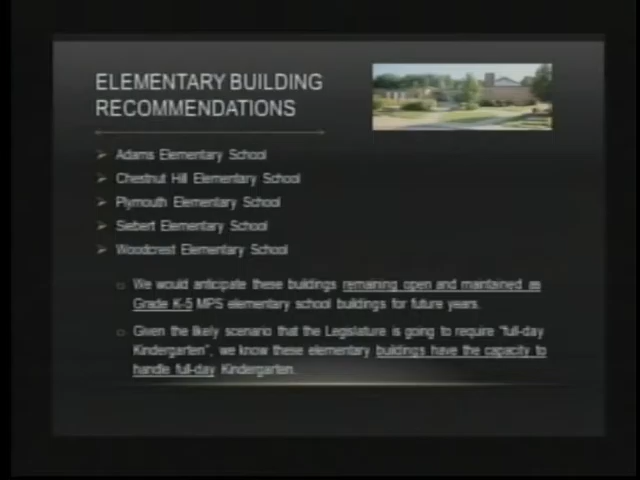 ELEMENTARY BUILDING
RECOMMENDATIONS
Adams Elementary School
Chestnut Hill Elementary School
Plymouth Elementary School
Siebert Elementary School
Woodcrest Elementary School
We would anticipate these buildings remaining open and maintained as
Grade K-5 MPS elementary school buildings for future years.
Given the likely scenario that the Legislature is going to require "full-day
Kindergarten", we know these elementary buildings have the capacity to
handle full-day Kindergarten.